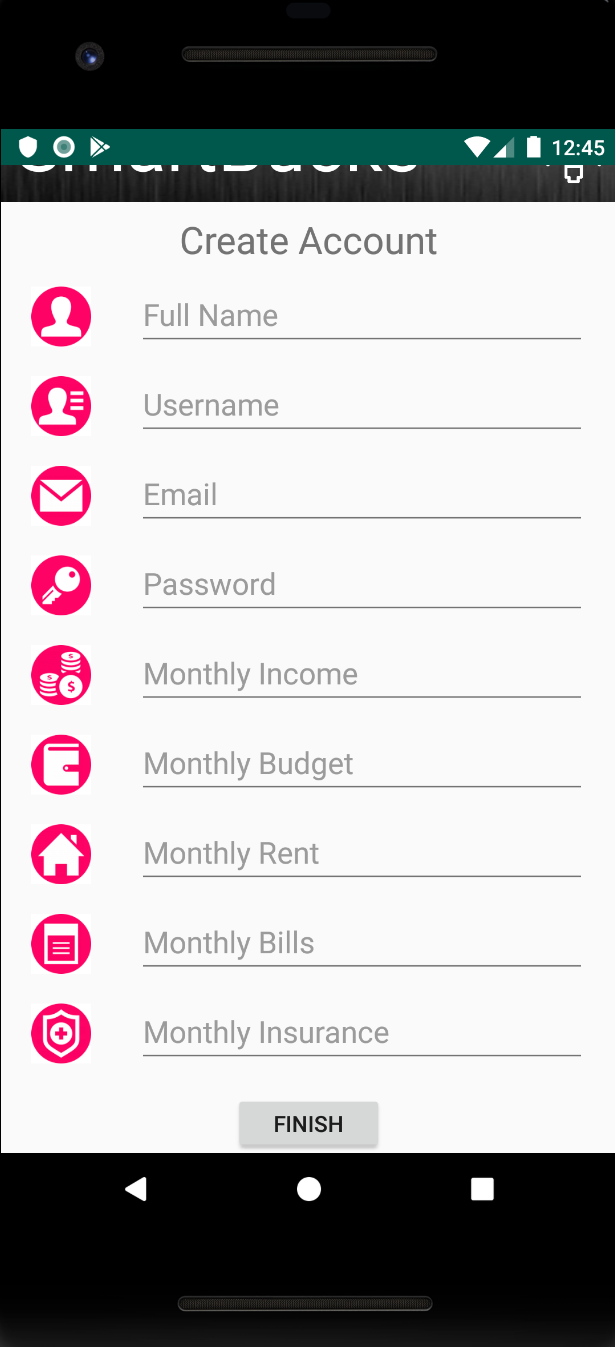 12:45
SmartBucks
Create Account
Full Name
Username
Email
Password
Monthly Income
Monthly Budget
Monthly Rent
Monthly Bills
Monthly Insurance
FINISH